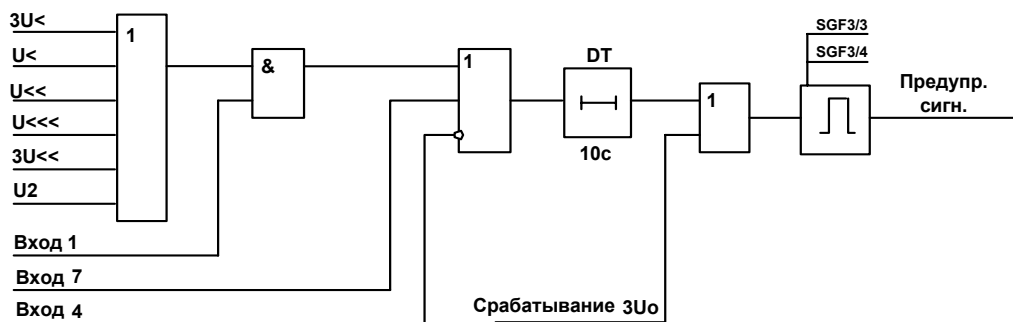 3U<
U<
U<<
U<<<
3U<<
U2
1
&
1
DT
10с
1
SGF3/3
SGF3/4
Предупр.
сигн.
Вход 1
Вход 7
Вход 4
Срабатывание 3Uo